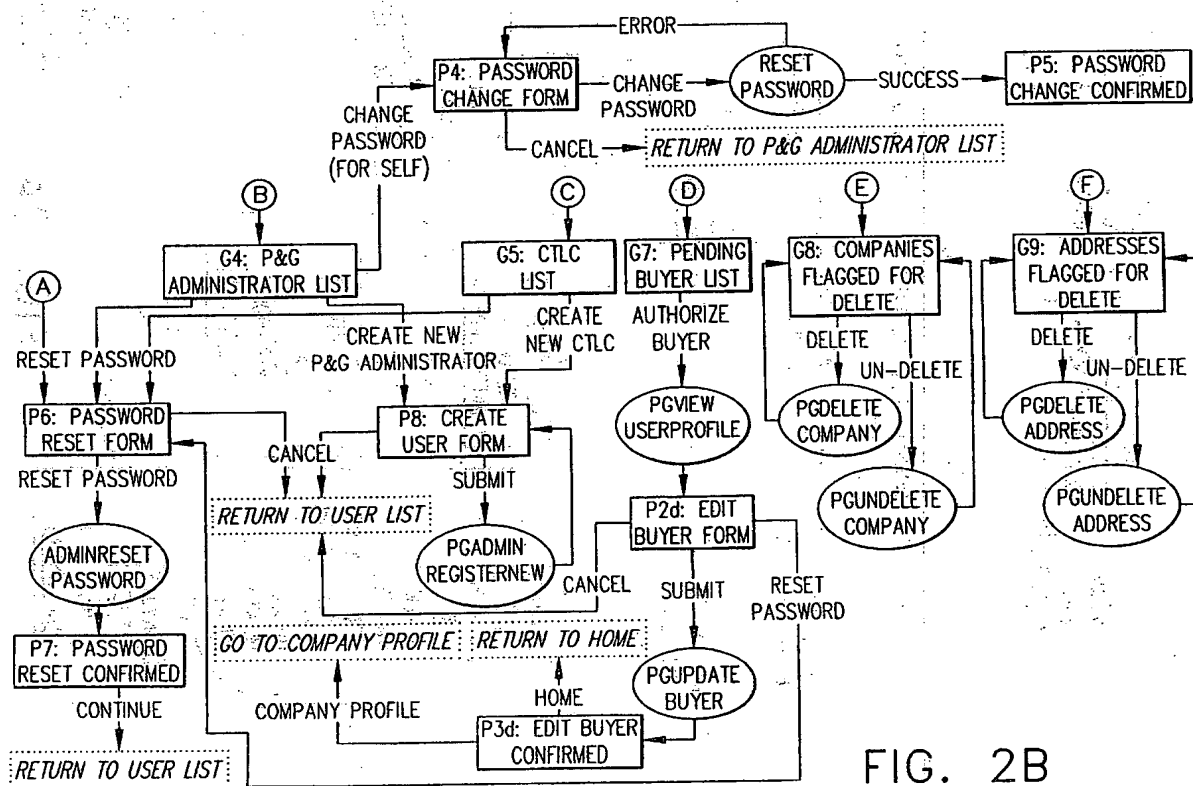 ERROR
P4: PASSWORD
CHANGE FORM
CHANGE
PASSWORD
RESET
PASSWORD
SUCCESS
P5: PASSWORD
CHANGE CONFIRMED
CHANGE
PASSWORD
(FOR SELF)
CANCEL
RETURN TO P&G ADMINISTRATOR LIST
B
C
D
E
F
G4: P&G
ADMINISTRATOR LIST
G5: CTLC
LIST
G7: PENDING
BUYER LIST
G8: COMPANIES
FLAGGED FOR
DELETE
G9: ADDRESSES
FLAGGED FOR
DELETE
A
RESET PASSWORD
CREATE NEW
P&G ADMINISTRATOR
CREATE
NEW CTLC
AUTHORIZE
BUYER
DELETE
UN-DELETE
DELETE
UN-DELETE
P6: PASSWORD
RESET FORM
P8: CREATE
USER FORM
PGVIEW
USERPROFILE
PGDELETE
COMPANY
PGDELETE
ADDRESS
RESET PASSWORD
CANCEL
SUBMIT
RETURN TO USER LIST
P2d: EDIT
BUYER FORM
PGUNDELETE
COMPANY
PGUNDELETE
ADDRESS
ADMINRESET
PASSWORD
PGADMIN
REGISTERNEW
CANCEL
SUBMIT
RESET
PASSWORD
P7: PASSWORD
RESET CONFIRMED
GO TO COMPANY PROFILE
RETURN TO HOME
PGUPDATE
BUYER
CONTINUE
COMPANY PROFILE
HOME
P3d: EDIT BUYER
CONFIRMED
RETURN TO USER LIST
FIG. 2B